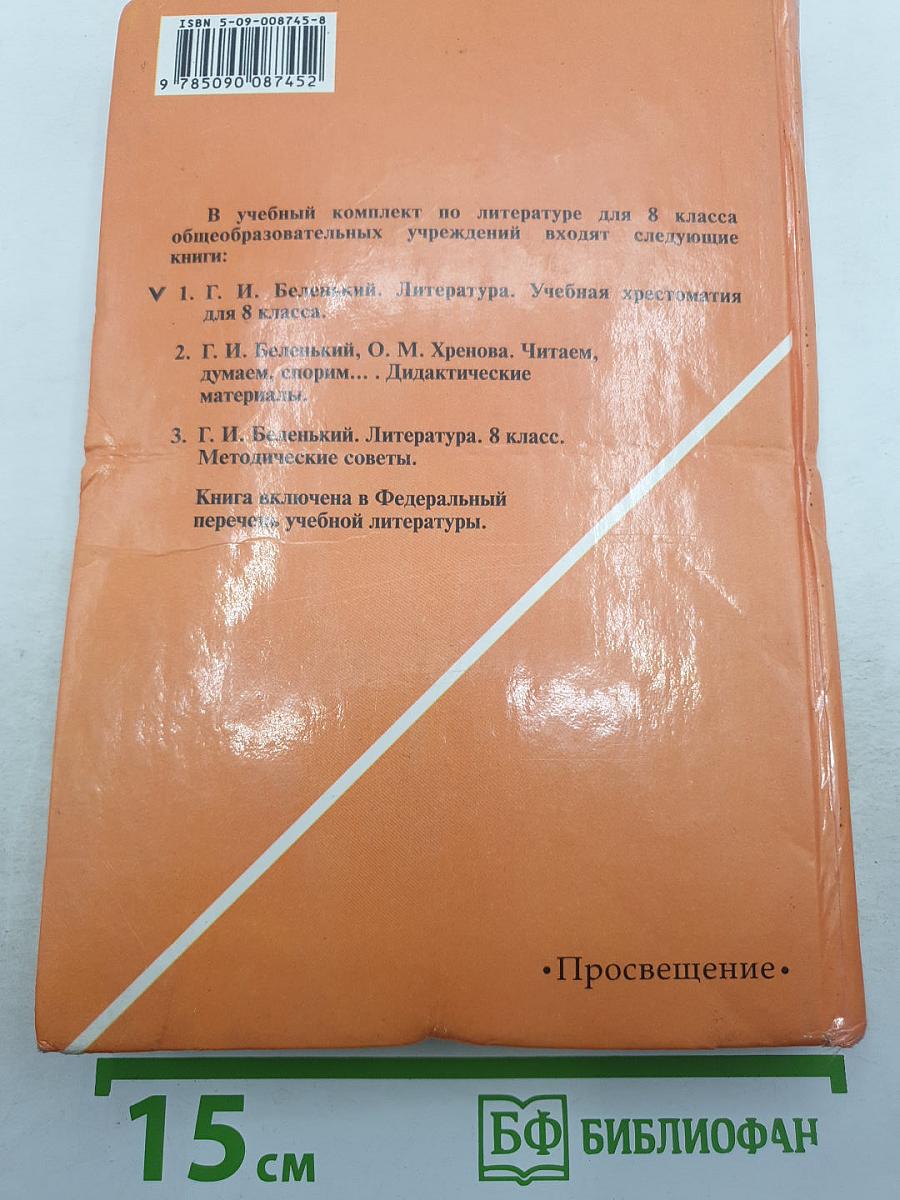 ISBN 5-09-008745-8
9 785090 087452
В учебный комплект по литературе для 8 класса
общеобразовательных учреждений входят следующие
книги:
1. Г. И. Беленький. Литература. Учебная хрестоматия
для 8 класса.
2. Г. И. Беленький, О. М. Хренова. Читаем,
думаем, спорим... . Дидактические
материалы.
3. Г. И. Беленький. Литература. 8 класс.
Методические советы.
Книга включена в Федеральный
перечень учебной литературы.
•Просвещение•
15 см
БФ БИБЛИОФАН